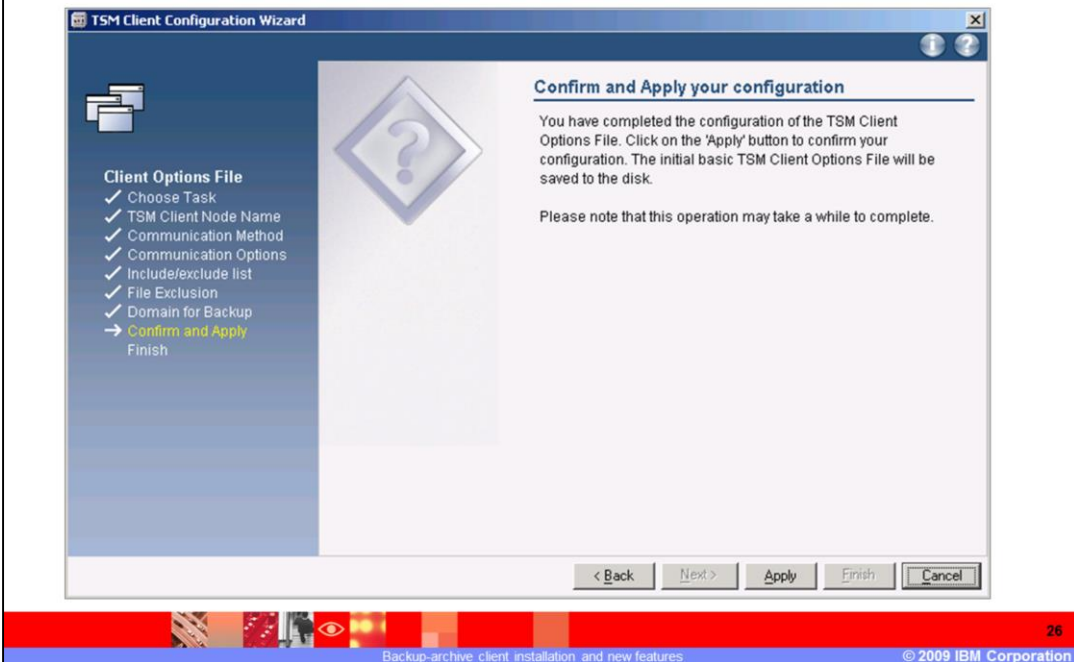 TSM Client Configuration Wizard
Client Options File
Choose Task
TSM Client Node Name
Communication Method
Communication Options
Include/exclude list
File Exclusion
Domain for Backup
Confirm and Apply
Finish
Confirm and Apply your configuration
You have completed the configuration of the TSM Client
Options File. Click on the 'Apply' button to confirm your
configuration. The initial basic TSM Client Options File will be
saved to the disk.
Please note that this operation may take a while to complete.
< Back
Next >
Apply
Finish
Cancel
26
Backup-archive client installation and new features
© 2009 IBM Corporation